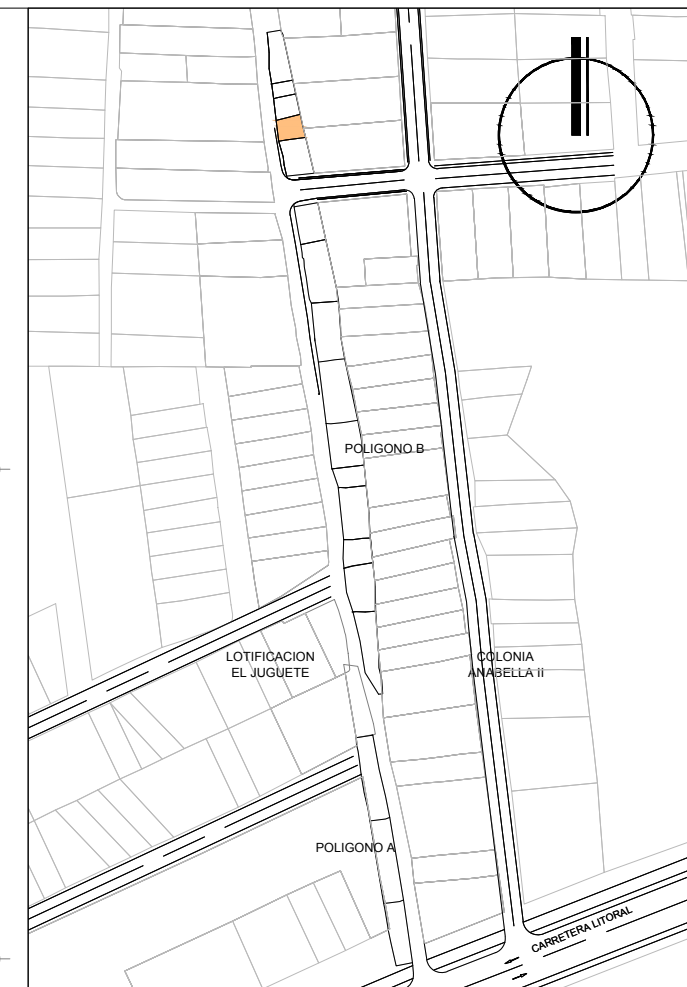 POLIGONO B
LOTIFICACION
EL JUGUETE
COLONIA
ANABELLA II
POLIGONO A
CARRETERA LITORAL